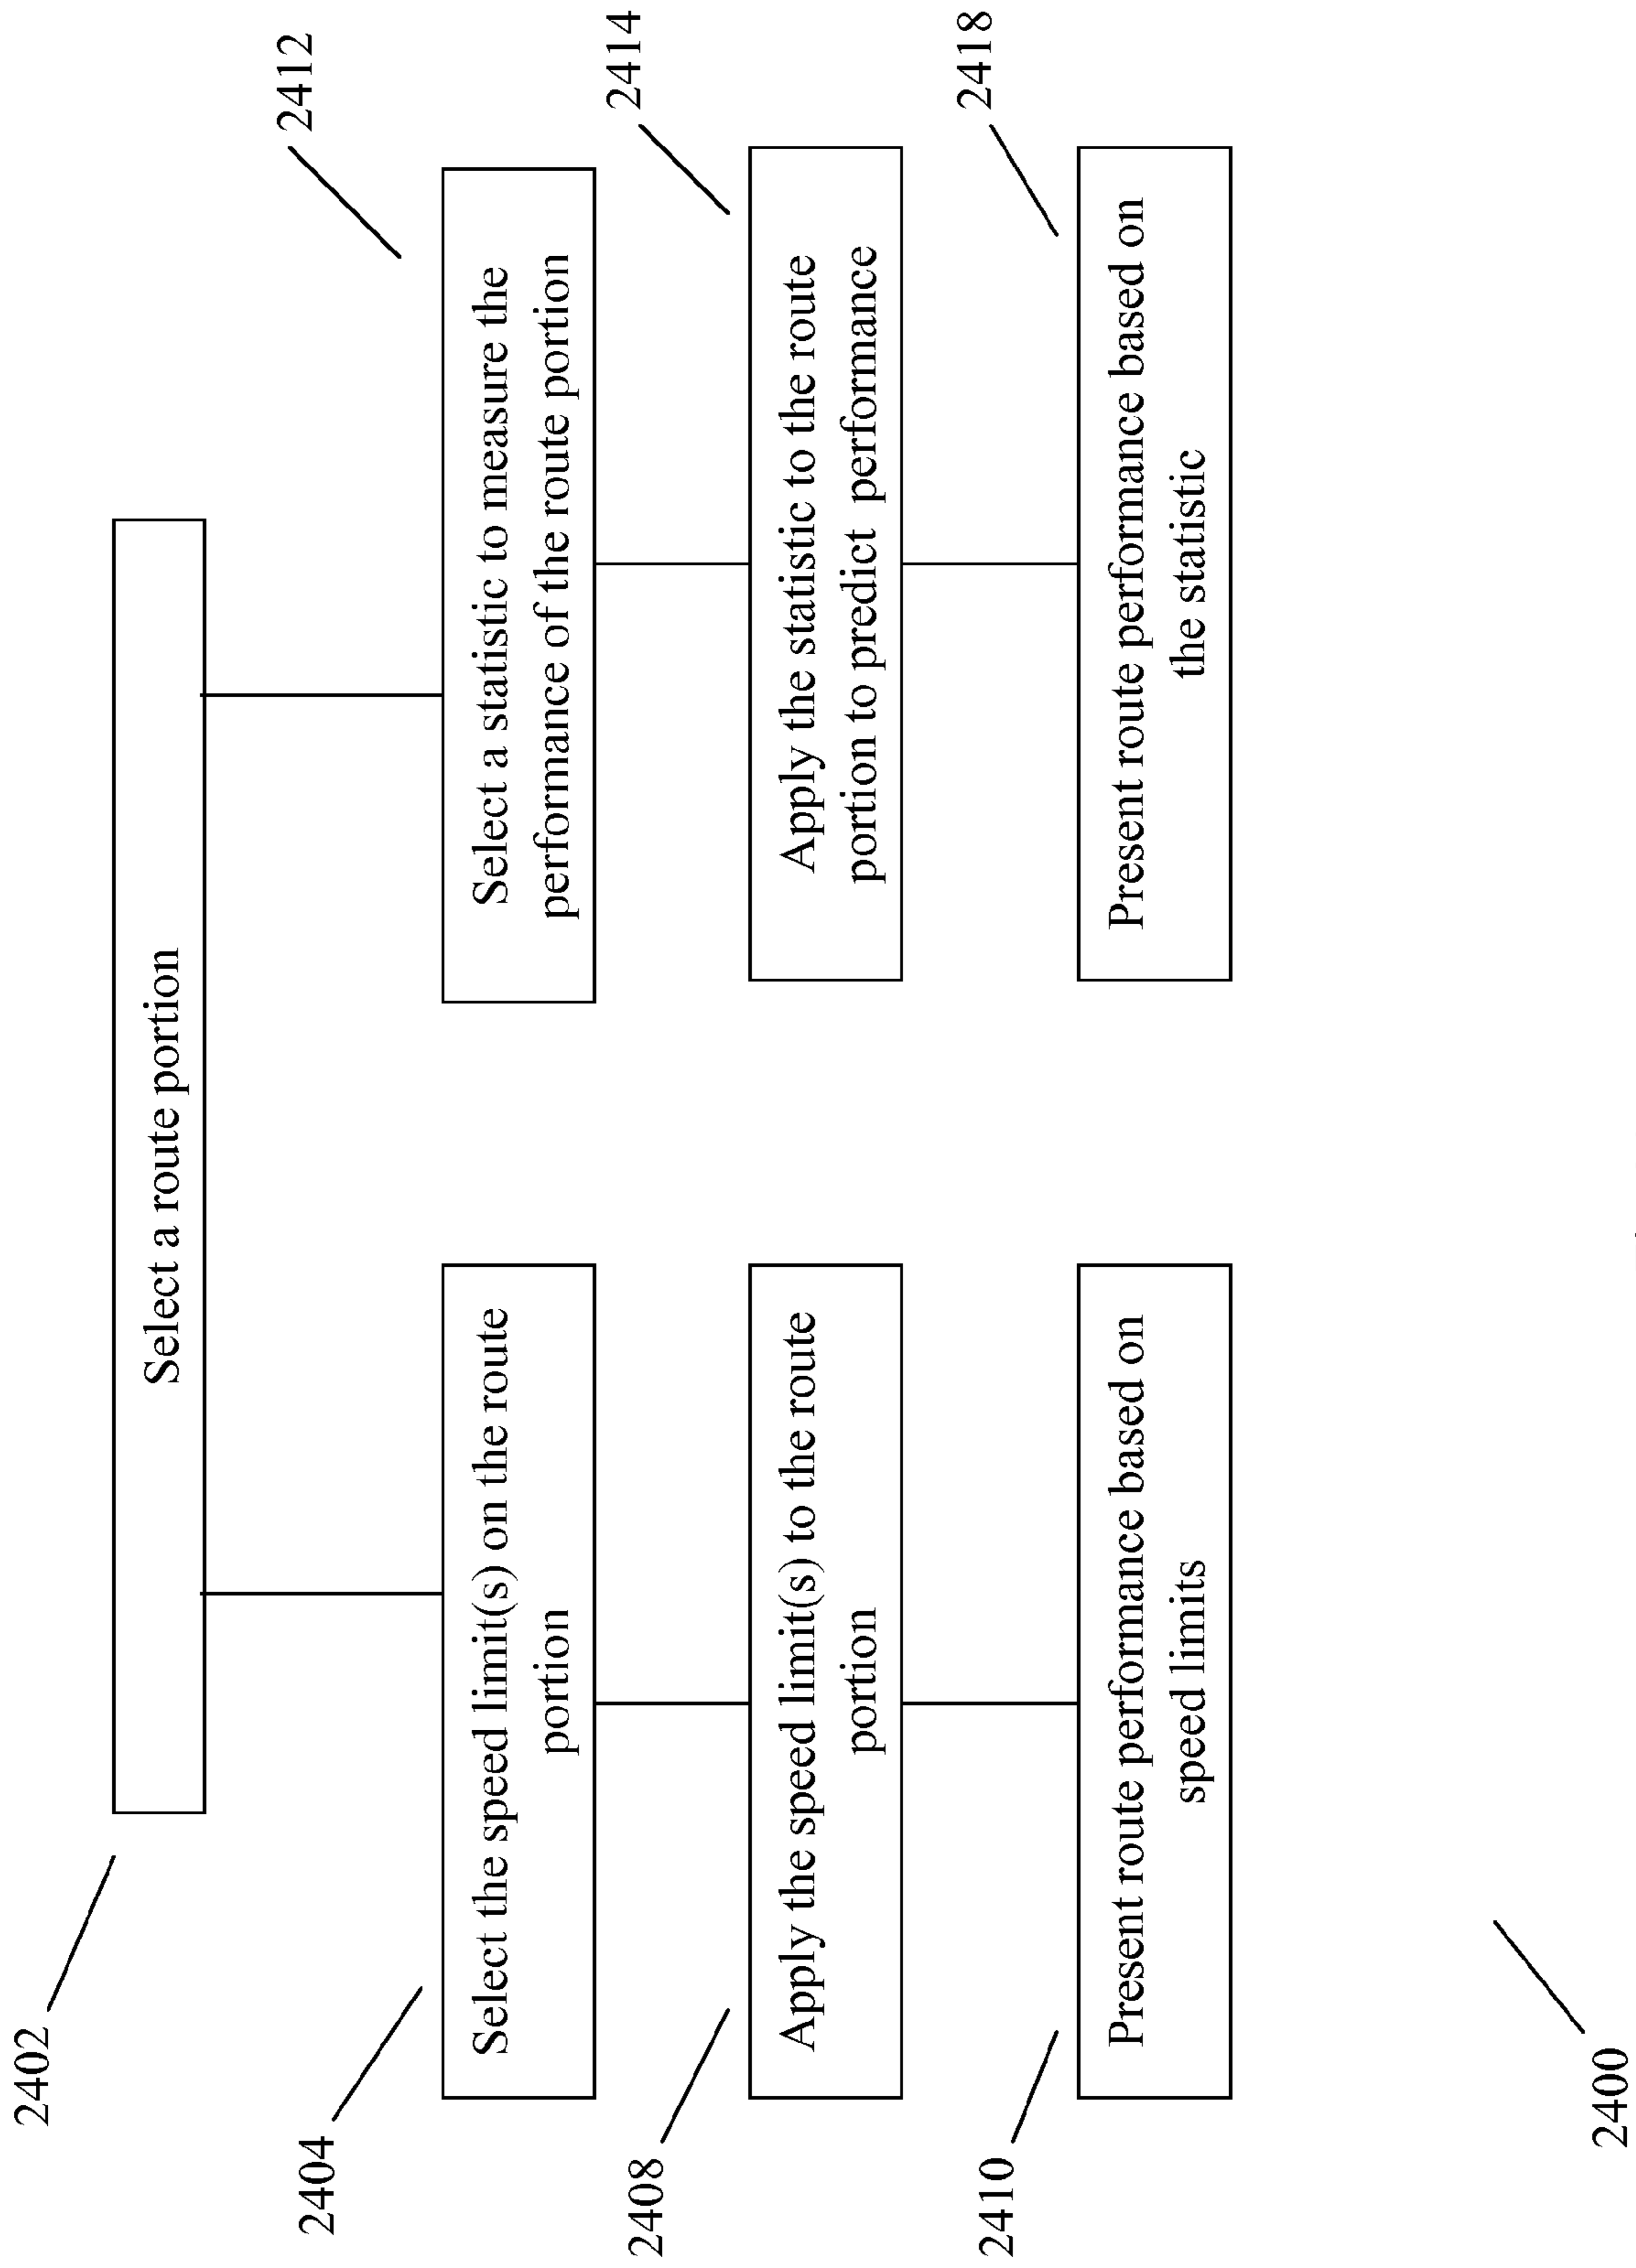 2402
Select a route portion
2404
Select the speed limit(s) on the route
portion
2412
Select a statistic to measure the
performance of the route portion
2408
Apply the speed limit(s) to the route
portion
2414
Apply the statistic to the route
portion to predict performance
2410
Present route performance based on
speed limits
2418
Present route performance based on
the statistic
2400